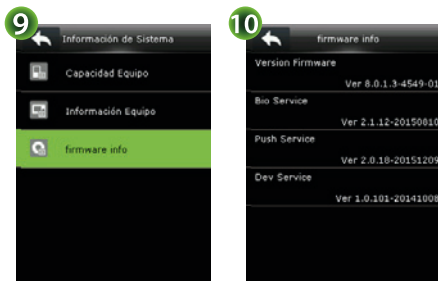 9
Información de Sistema
Capacidad Equipo
Información Equipo
firmware info
10
firmware info
Version Firmware
Ver 8.0.1.3-4549-01
Bio Service
Ver 2.1.12-20150810
Push Service
Ver 2.0.18-20151209
Dev Service
Ver 1.0.101-20141008